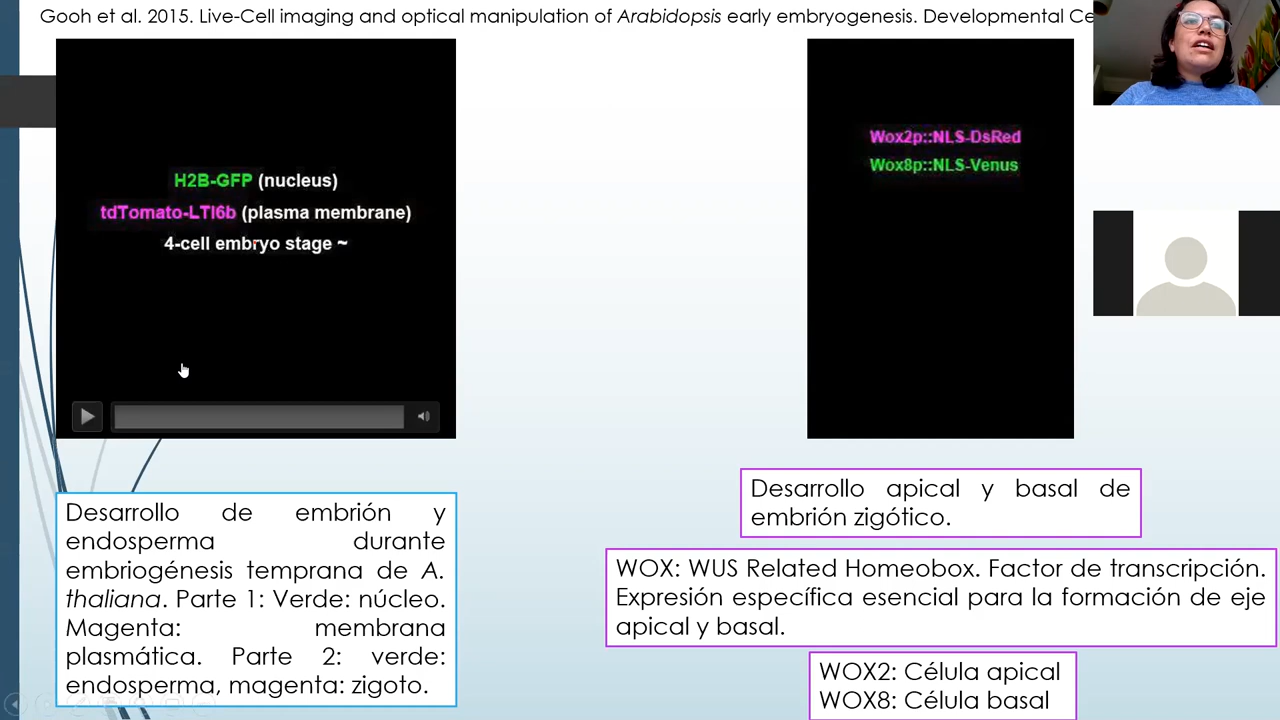 Gooh et al. 2015. Live-Cell imaging and optical manipulation of Arabidopsis early embryogenesis. Developmental
H2B-GFP (nucleus)
tdTomato-LTI6b (plasma membrane)
4-cell embryo stage ~
Wox2p::NLS-DsRed
Wox8p::NLS-Venus
Desarrollo de embrión y
endosperma durante
embriogénesis temprana de A.
thaliana. Parte 1: Verde: núcleo.
Magenta: membrana
plasmática. Parte 2: verde:
endosperma, magenta: zigoto.
Desarrollo apical y basal de
embrión zigótico.
WOX: WUS Related Homeobox. Factor de transcripción.
Expresión específica esencial para la formación de eje
apical y basal.
WOX2: Célula apical
WOX8: Célula basal